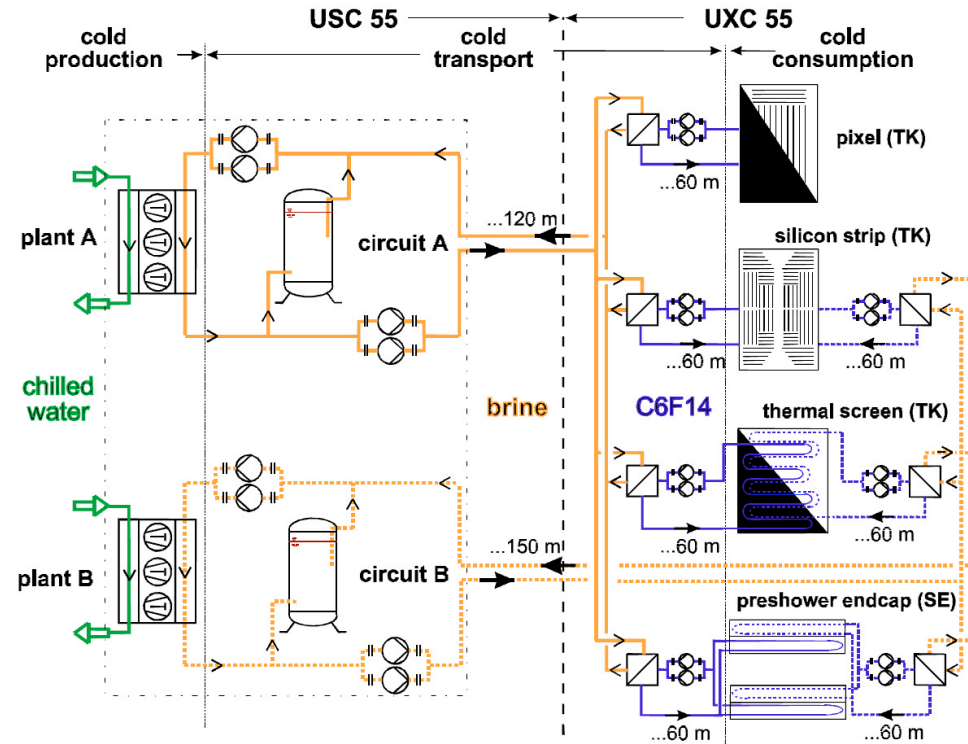 USC 55
UXC 55
cold
production
cold
transport
cold
consumption
pixel (TK)
...60 m
plant A
circuit A
...120 m
silicon strip (TK)
...60 m
...60 m
chilled
water
brine
C6F14
thermal screen (TK)
...60 m
...60 m
plant B
circuit B
...150 m
preshower endcap (SE)
...60 m
...60 m